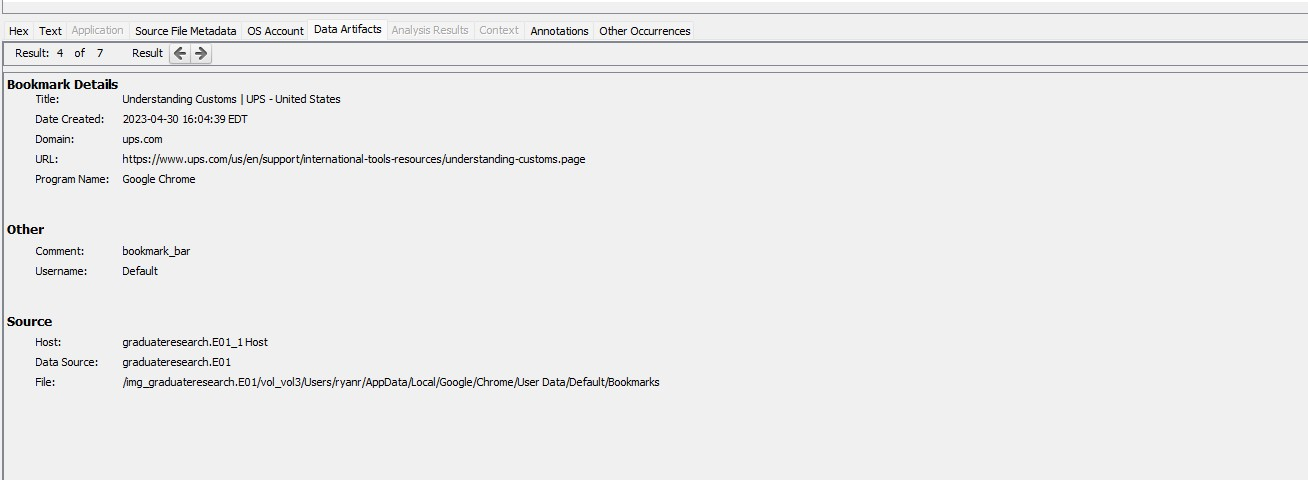 Hex Text Application Source File Metadata OS Account Data Artifacts Analysis Results Context Annotations Other Occurrences
Result: 4 of 7 Result
Bookmark Details
Title: Understanding Customs | UPS - United States
Date Created: 2023-04-30 16:04:39 EDT
Domain: ups.com
URL: https://www.ups.com/us/en/support/international-tools-resources/understanding-customs.page
Program Name: Google Chrome
Other
Comment: bookmark_bar
Username: Default
Source
Host: graduateresearch.E01_1 Host
Data Source: graduateresearch.E01
File: /img_graduateresearch.E01/vol_vol3/Users/ryanr/AppData/Local/Google/Chrome/User Data/Default/Bookmarks